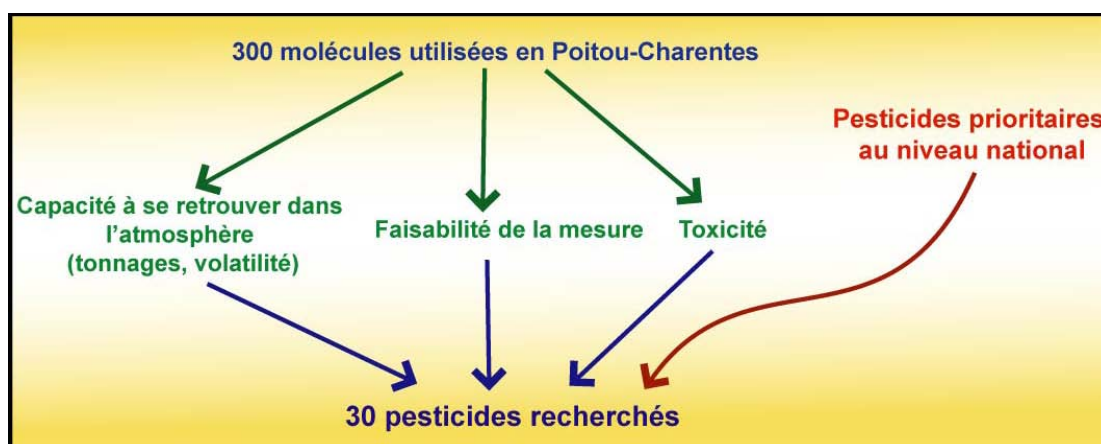 300 molécules utilisées en Poitou-Charentes
Pesticides prioritaires
au niveau national
Capacité à se retrouver dans
l'atmosphère
(tonnages, volatilité)
Faisabilité de la mesure
Toxicité
30 pesticides recherchés